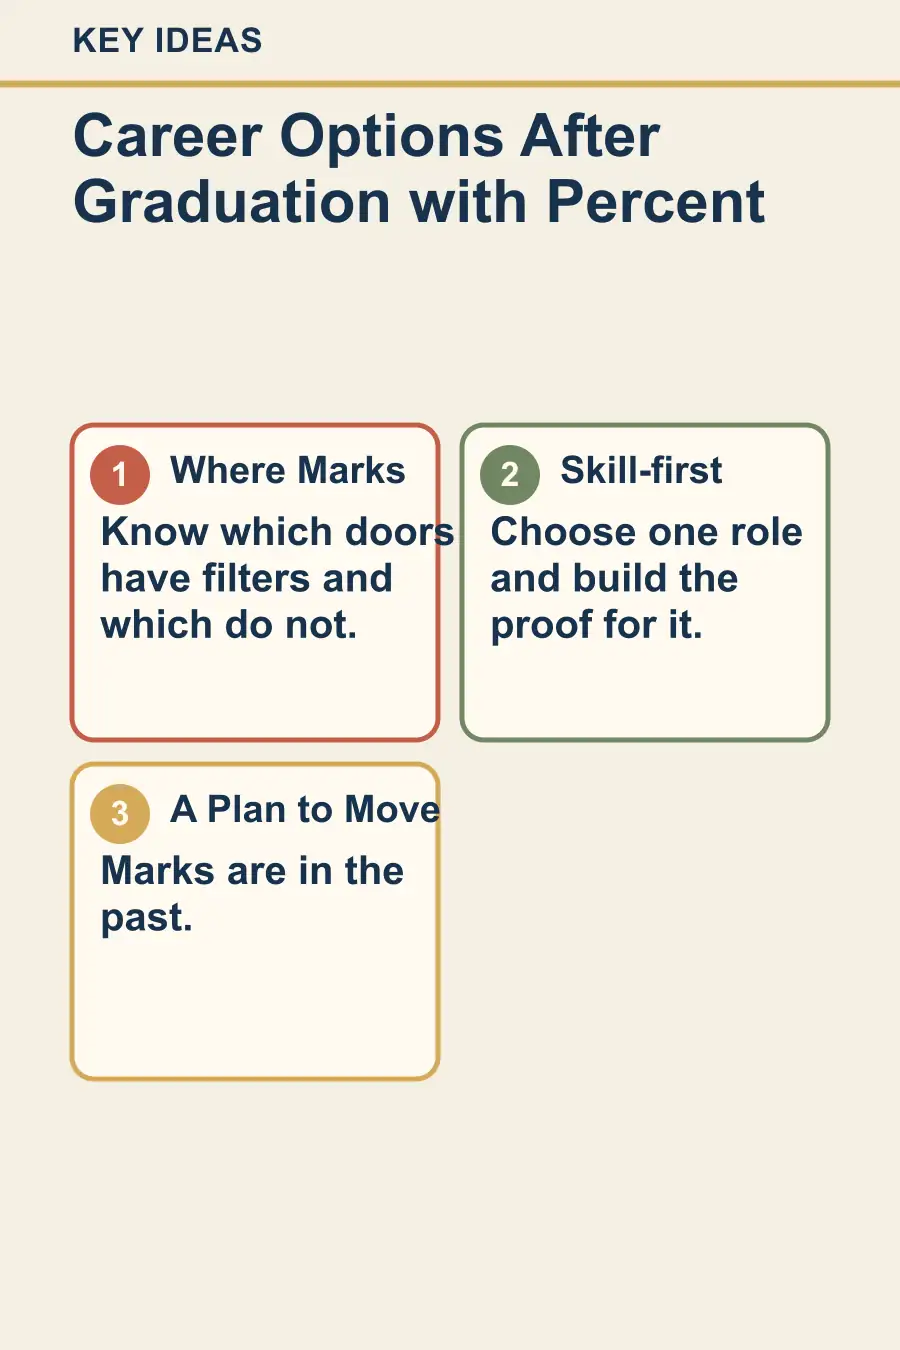 KEY IDEAS
Career Options After
Graduation with Percent
1 Where Marks
Know which doors
have filters and
which do not.
2 Skill-first
Choose one role
and build the
proof for it.
3 A Plan to Move
Marks are in the
past.